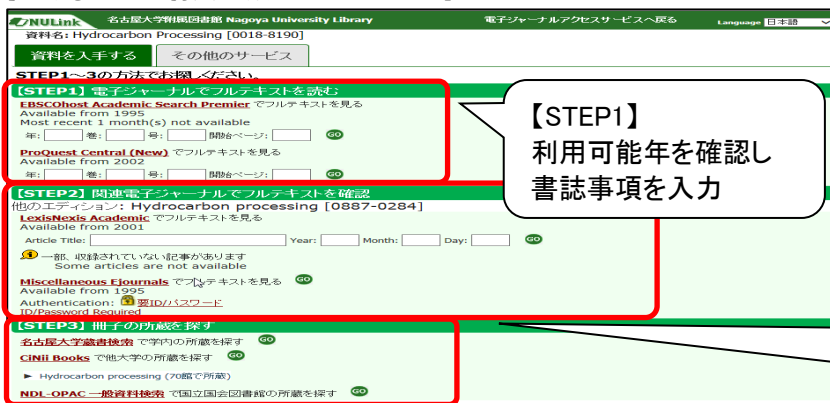 NULink 名古屋大学附属図書館 Nagoya University Library 電子ジャーナルアクセスサービスへ戻る Language 日本語
資料名: Hydrocarbon Processing [0018-8190]
資料を入手する その他のサービス
STEP1～3の方法でお探しください。
【STEP1】電子ジャーナルでフルテキストを読む
EBSCOhost Academic Search Premier でフルテキストを見る
Available from 1995
Most recent 1 month(s) not available
年: 巻: 号: 開始ページ: GO
ProQuest Central (New) でフルテキストを見る
Available from 2002
年: 巻: 号: 開始ページ: GO
【STEP1】
利用可能年を確認し
書誌事項を入力
【STEP2】関連電子ジャーナルでフルテキストを確認
他のエディション: Hydrocarbon processing [0887-0284]
LexisNexis Academic でフルテキストを見る
Available from 2001
Article Title: Year: Month: Day: GO
一部、収録されていない記事があります
Some articles are not available
Miscellaneous Ejournals でフルテキストを見る GO
Available from 1995
Authentication: 要ID/パスワード
ID/Password Required
【STEP3】冊子の所蔵を探す
名古屋大学蔵書検索 で学内の所蔵を探す GO
CiNii Books で他大学の所蔵を探す GO
► Hydrocarbon processing (70館で所蔵)
NDL-OPAC 一般資料検索 で国立国会図書館の所蔵を探す GO